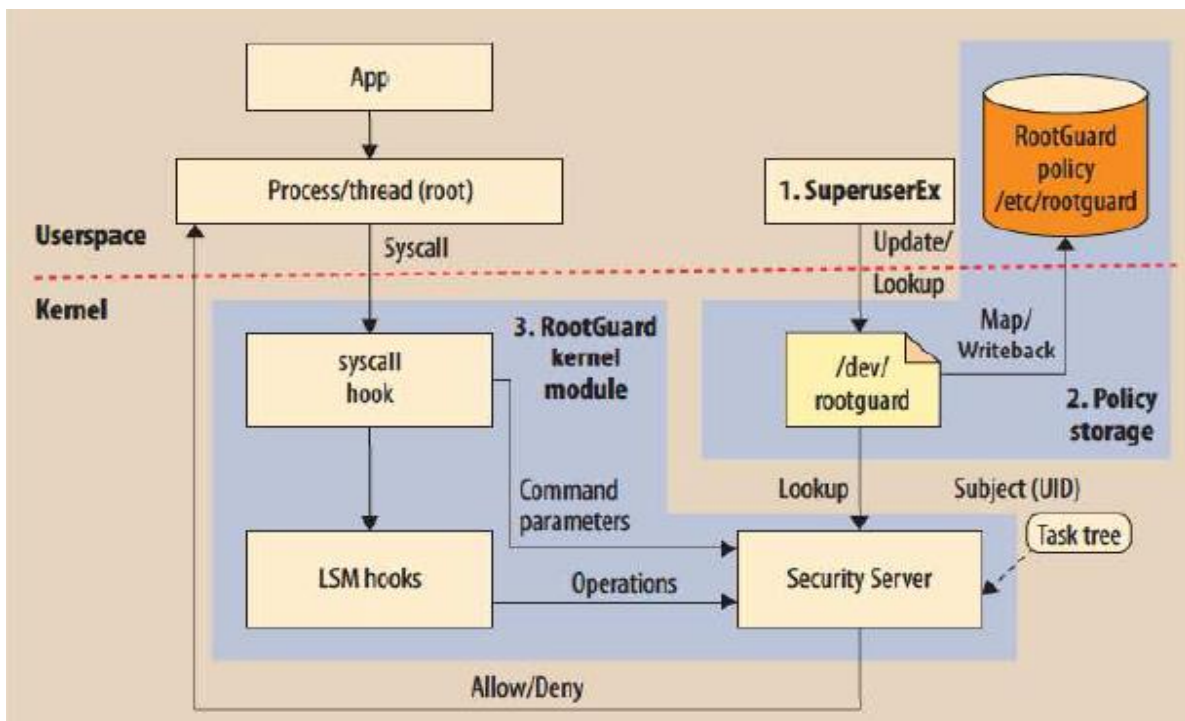 App
RootGuard
policy
/etc/rootguard
Process/thread (root)
1. SuperuserEx
Userspace
Syscall
Update/
Lookup
Kernel
3. RootGuard
kernel
module
syscall
hook
Map/
Writeback
/dev/
rootguard
2. Policy
storage
Command
parameters
Lookup
Subject (UID)
Task tree
LSM hooks
Operations
Security Server
Allow/Deny